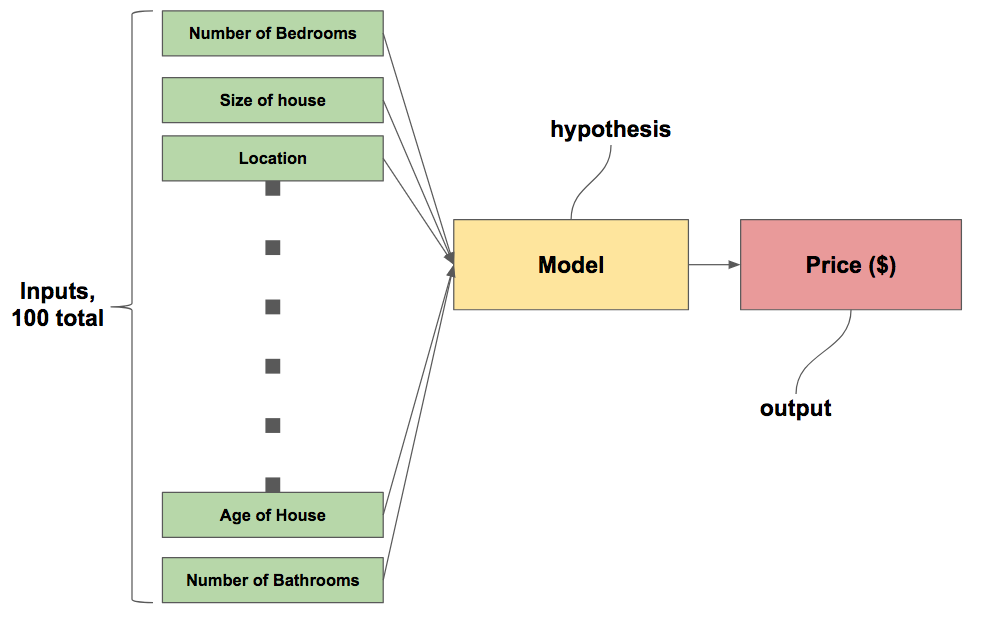 Number of Bedrooms
Size of house
Location
Age of House
Number of Bathrooms
Inputs,
100 total
hypothesis
Model
Price ($)
output